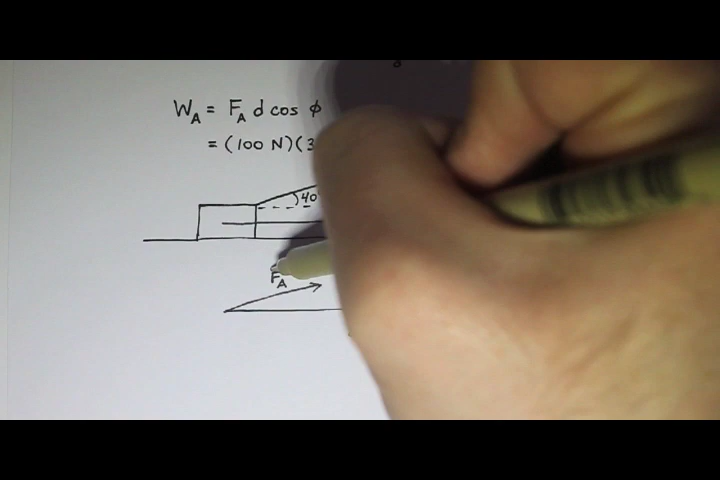 W_A = F_A d cos ϕ
= (100 N)(3
40
F_A